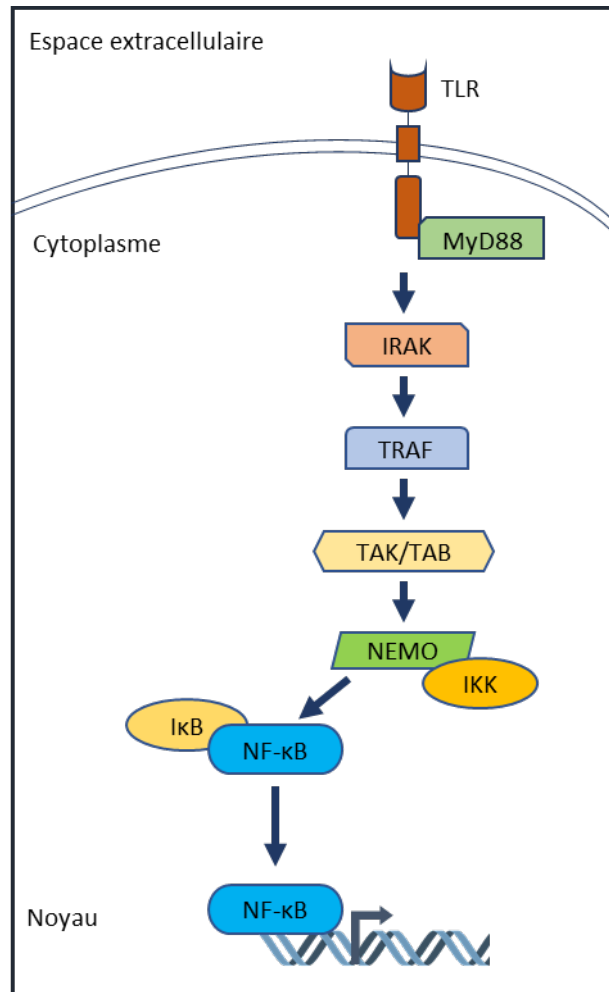 Espace extracellulaire
TLR
Cytoplasme
MyD88
IRAK
TRAF
TAK/TAB
NEMO
IKK
IκB
NF-κB
NF-κB
Noyau